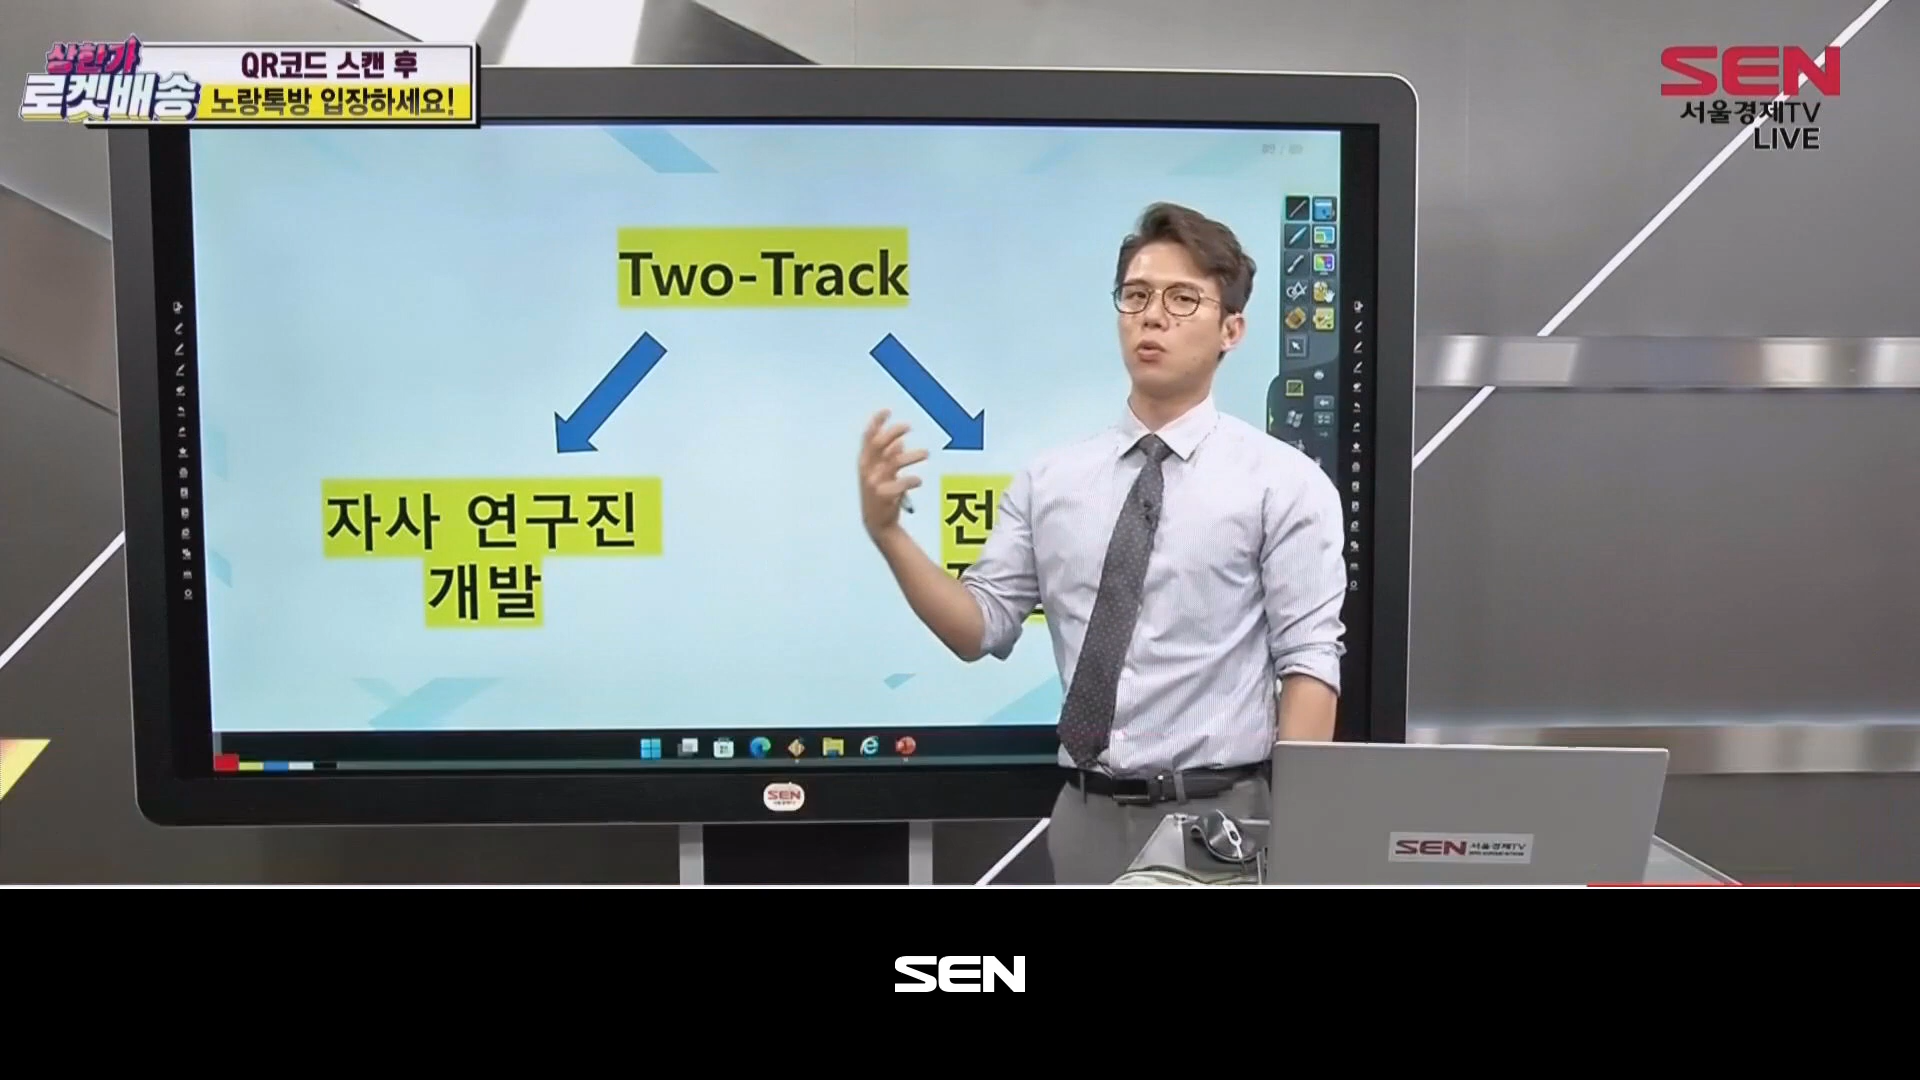 상한가
로켓배송
QR코드 스캔 후
노랑톡방 입장하세요!
SEN
서울경제TV
LIVE
Two-Track
자사 연구진
개발
전
SEN
SEN 서울경제TV
SEN